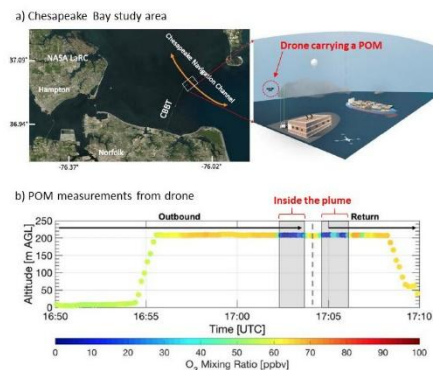 a) Chesapeake Bay study area
37.09°
NASA LaRC
Hampton
Chesapeake Navigation Channel
CBBT
36.94°
Norfolk
-76.37°
-76.02°
Drone carrying a POM
b) POM measurements from drone
Inside the plume
Outbound
Return
Altitude [m AGL]
250
200
150
100
50
0
16:50
16:55
17:00
17:05
17:10
Time [UTC]
0 10 20 30 40 50 60 70 80 90 100
O₃ Mixing Ratio [ppbv]